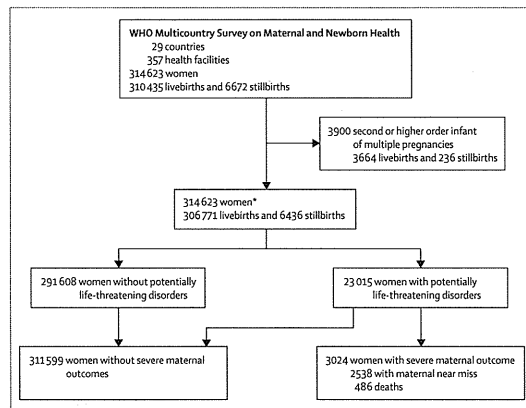 WHO Multicountry Survey on Maternal and Newborn Health
29 countries
357 health facilities
314 623 women
310 435 livebirths and 6672 stillbirths
3900 second or higher order infant
of multiple pregnancies
3664 livebirths and 236 stillbirths
314 623 women*
306 771 livebirths and 6436 stillbirths
291 608 women without potentially
life-threatening disorders
23 015 women with potentially
life-threatening disorders
311 599 women without severe maternal
outcomes
3024 women with severe maternal outcome
2538 with maternal near miss
486 deaths